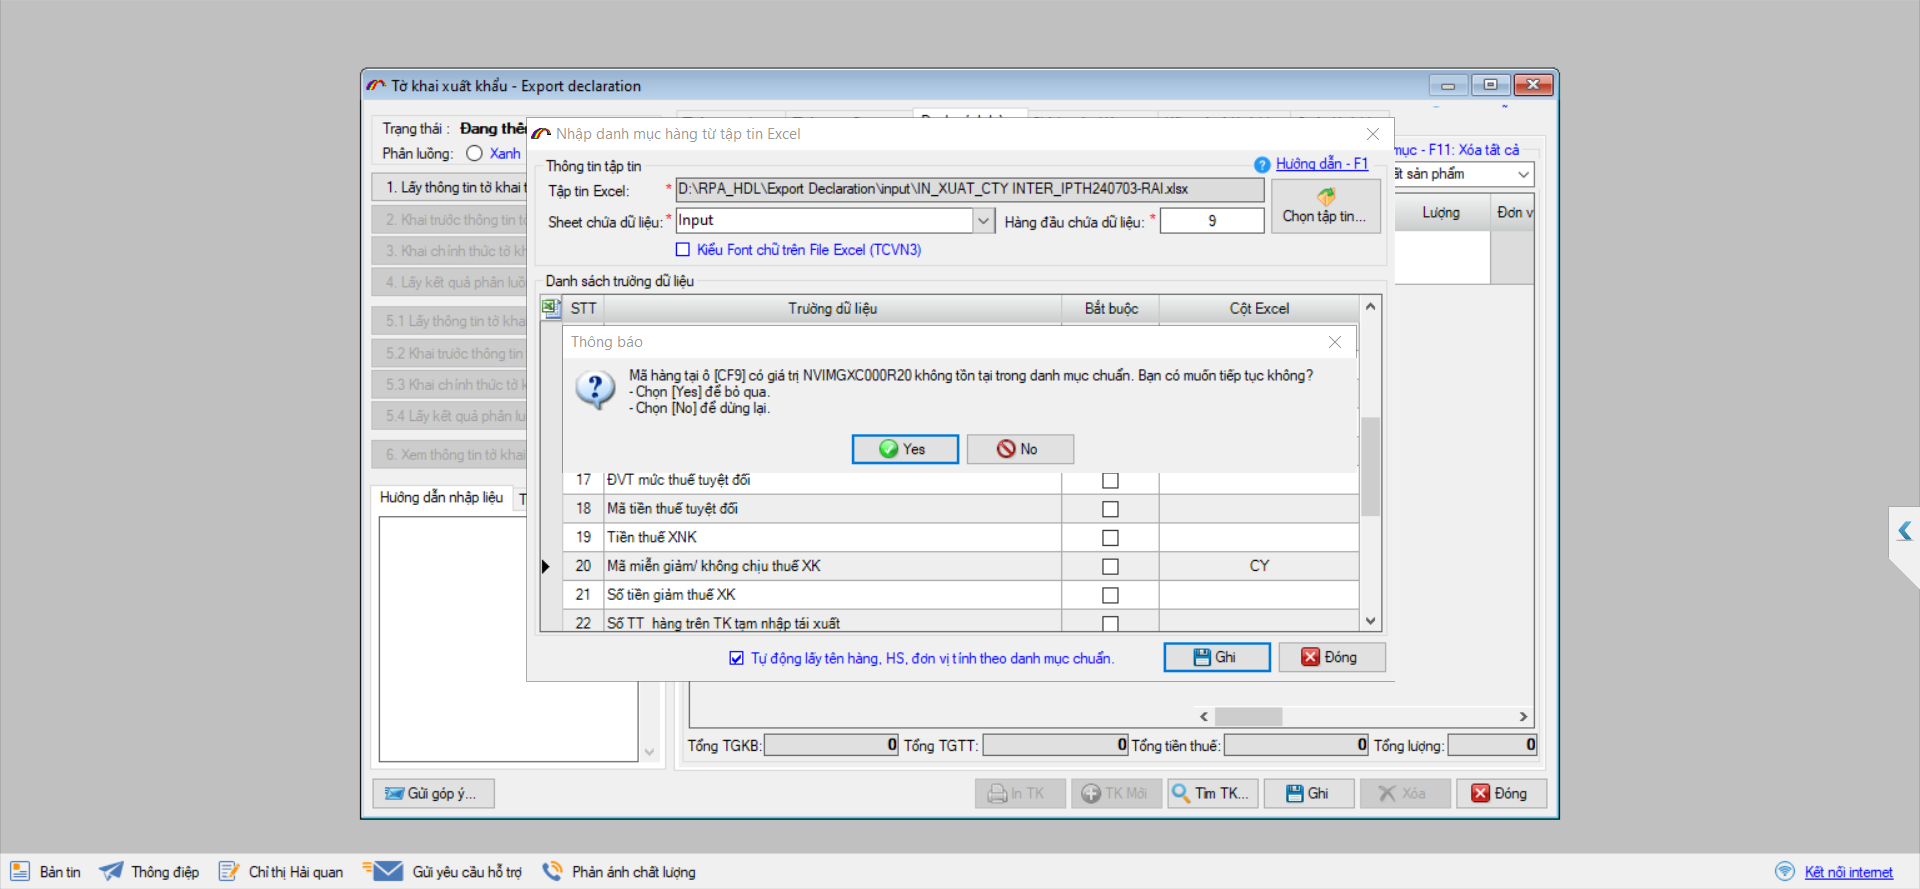 Tờ khai xuất khẩu - Export declaration
Trạng thái :
Phân luồng:
Xanh
1. Lấy thông tin tờ khai
2. Khai trước thông tin
3. Khai chính thức tờ
4. Lấy kết quả phân
5.1 Lấy thông tin tờ
5.2 Khai trước thông tin
5.3 Khai chính thức tờ
5.4 Lấy kết quả phân
6. Xem thông tin tờ khai
Hướng dẫn nhập liệu
Nhập danh mục hàng từ tập tin Excel
Thông tin tập tin
Hướng dẫn - F1
Tập tin Excel: *
D:\RPA_HDL\Export Declaration\input\IN_XUAT_CTY INTER_IPTH240703-RAI.xlsx
Chọn tập tin...
Sheet chứa dữ liệu: *
Input
Hàng đầu chứa dữ liệu: *
9
Kiểu Font chữ trên File Excel (TCVN3)
Danh sách trường dữ liệu
STT Trường dữ liệu Bắt buộc Cột Excel
Thông báo
Mã hàng tại ô [CF9] có giá trị NVIMGXC000R20 không tồn tại trong danh mục chuẩn. Bạn có muốn tiếp tục không?
- Chọn [Yes] để bỏ qua.
- Chọn [No] để dừng lại.
Yes No
17 ĐVT mức thuế tuyệt đối
18 Mã tiền thuế tuyệt đối
19 Tiền thuế XNK
20 Mã miễn giảm/ không chịu thuế XK CY
21 Số tiền giảm thuế XK
22 Số TT hàng trên TK tạm nhập tái xuất
Tự động lấy tên hàng, HS, đơn vị tính theo danh mục chuẩn.
Ghi Đóng
- F11: Xóa tất cả
sản phẩm
Lượng Đơn
Tổng TGKB: 0 Tổng TGTT: 0 Tổng tiền thuế: 0 Tổng lượng: 0
Gửi góp ý... In TK TK Mới Tìm TK... Ghi Xóa Đóng
Bản tin Thông điệp Chỉ thị Hải quan Gửi yêu cầu hỗ trợ Phản ánh chất lượng Kết nối internet